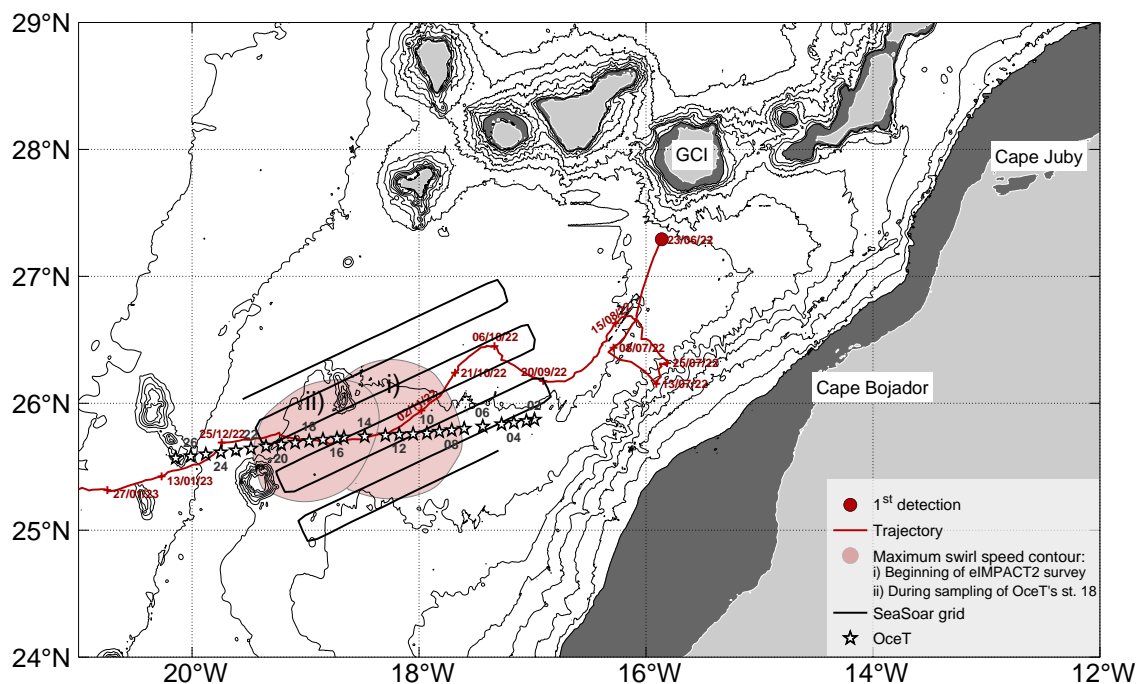 29°N
28°N
27°N
26°N
25°N
24°N
20°W
18°W
16°W
14°W
12°W
GCI
Cape Juby
Cape Bojador
23/06/22
15/08/22
08/07/22
25/07/22
13/07/22
06/10/22
21/10/22
20/09/22
02/11/22
25/12/22
13/01/23
27/01/23
i)
ii)
02
04
06
08
10
12
14
16
18
20
22
24
26
1st detection
Trajectory
Maximum swirl speed contour:
i) Beginning of eIMPACT2 survey
ii) During sampling of OceT's st. 18
SeaSoar grid
OceT